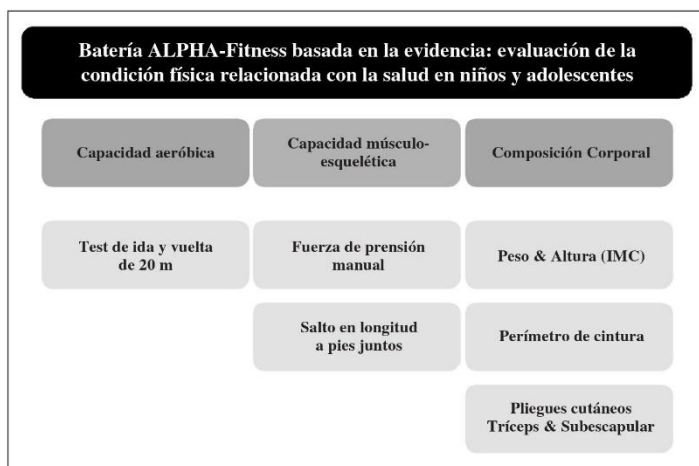 Batería ALPHA-Fitness basada en la evidencia: evaluación de la
condición física relacionada con la salud en niños y adolescentes
Capacidad aeróbica
Capacidad músculo-
esquelética
Composición Corporal
Test de ida y vuelta
de 20 m
Fuerza de prensión
manual
Peso & Altura (IMC)
Salto en longitud
a pies juntos
Perímetro de cintura
Pliegues cutáneos
Tríceps & Subescapular